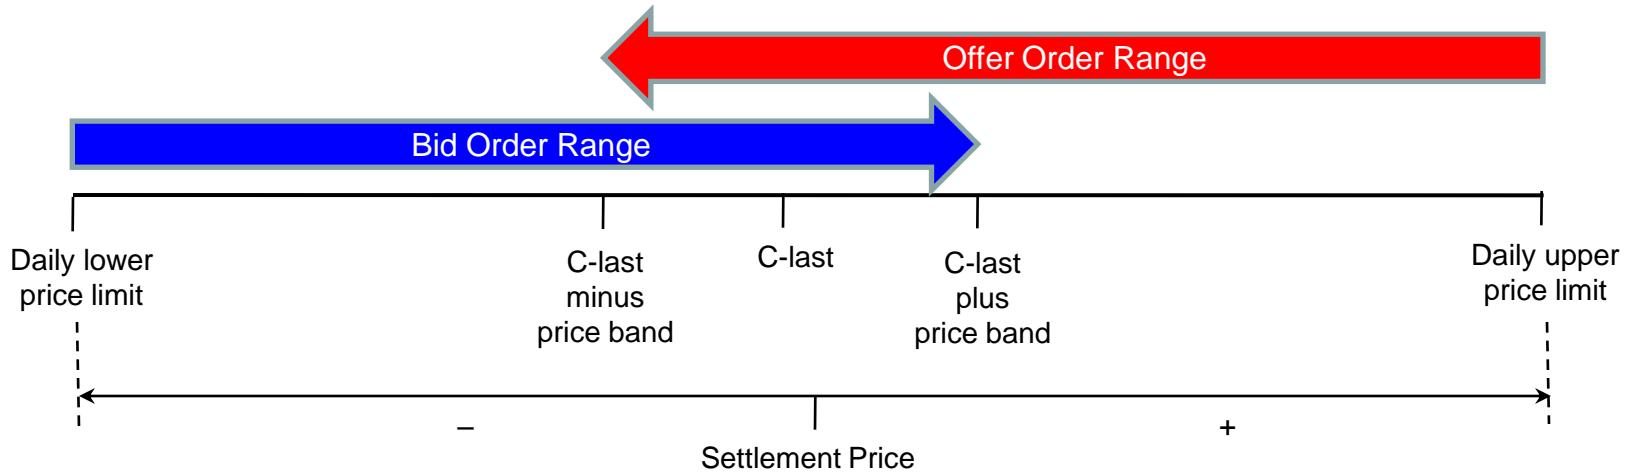 Offer Order Range
Bid Order Range
Daily lower
price limit
C-last
minus
price band
C-last
C-last
plus
price band
Daily upper
price limit
–
+
Settlement Price